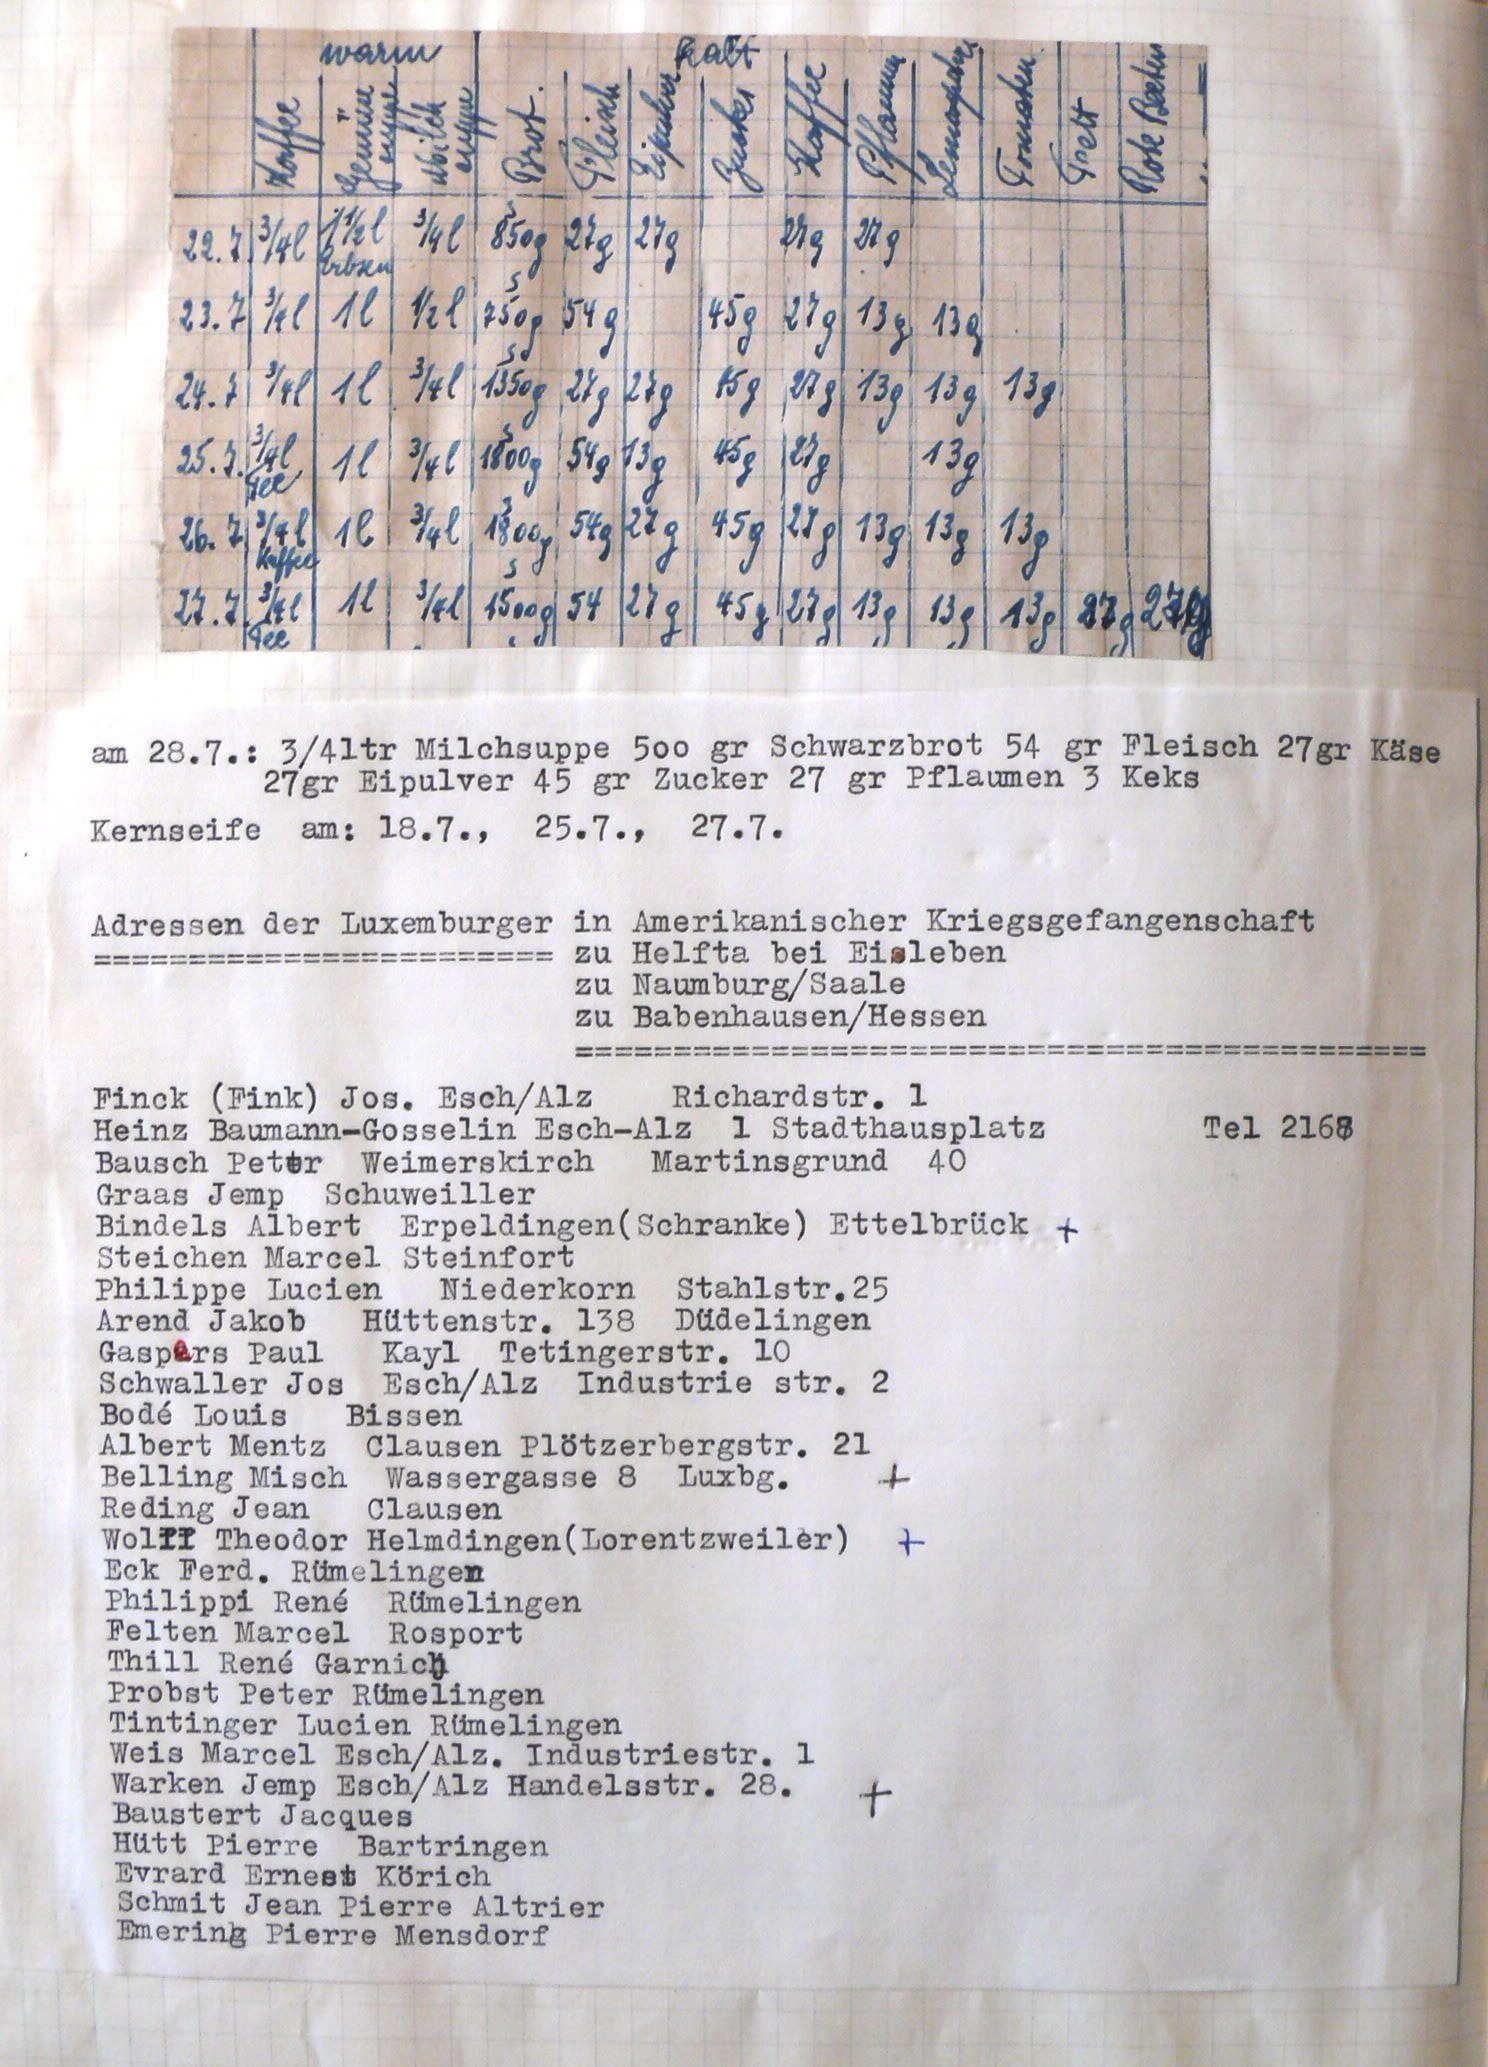 warm kalt
Kaffee Gemüse suppe Milch suppe Brot. Fleisch Eipulver Zucker Kaffee Pflaumen Tomaten Fett Rote Beeten
22.7 3/4l 1 1/2l 3/4l 850g 27g 27g 27g 27g
Erbsen
23.7 3/4l 1l 1/2l 750g 54g 45g 27g 13g 13g
24.7 3/4l 1l 3/4l 1350g 27g 27g 45g 27g 13g 13g 13g
25.7. 3/4l 1l 3/4l 1800g 54g 13g 45g 27g 13g
Tee
26.7 3/4l 1l 3/4l 1800g 54g 27g 45g 27g 13g 13g 13g
Kaffee
27.7. 3/4l 1l 3/4l 1500g 54 27g 45g 27g 13g 13g 13g 27g 27g
Tee
am 28.7.: 3/4ltr Milchsuppe 5oo gr Schwarzbrot 54 gr Fleisch 27gr Käse
27gr Eipulver 45 gr Zucker 27 gr Pflaumen 3 Keks
Kernseife am: 18.7., 25.7., 27.7.
Adressen der Luxemburger in Amerikanischer Kriegsgefangenschaft
======================== zu Helfta bei Eisleben
zu Naumburg/Saale
zu Babenhausen/Hessen
============================================
Finck (Fink) Jos. Esch/Alz Richardstr. 1
Heinz Baumann-Gosselin Esch-Alz 1 Stadthausplatz Tel 2168
Bausch Peter Weimerskirch Martinsgrund 40
Graas Jemp Schuweiller
Bindels Albert Erpeldingen(Schranke) Ettelbrück +
Steichen Marcel Steinfort
Philippe Lucien Niederkorn Stahlstr.25
Arend Jakob Hüttenstr. 138 Düdelingen
Gaspers Paul Kayl Tetingerstr. 10
Schwaller Jos Esch/Alz Industrie str. 2
Bodé Louis Bissen
Albert Mentz Clausen Plötzerbergstr. 21
Belling Misch Wassergasse 8 Luxbg. +
Reding Jean Clausen
Wolff Theodor Helmdingen(Lorentzweiler) +
Eck Ferd. Rümelingen
Philippi René Rümelingen
Felten Marcel Rosport
Thill René Garnich
Probst Peter Rümelingen
Tintinger Lucien Rümelingen
Weis Marcel Esch/Alz. Industriestr. 1
Warken Jemp Esch/Alz Handelsstr. 28. +
Baustert Jacques
Hütt Pierre Bartringen
Evrard Ernest Körich
Schmit Jean Pierre Altrier
Emering Pierre Mensdorf